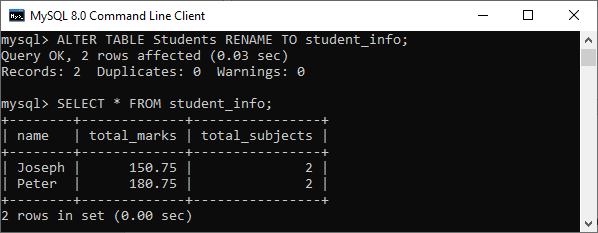 MySQL 8.0 Command Line Client
mysql> ALTER TABLE Students RENAME TO student_info;
Query OK, 2 rows affected (0.03 sec)
Records: 2  Duplicates: 0  Warnings: 0
mysql> SELECT * FROM student_info;
+--------+-------------+----------------+
| name   | total_marks | total_subjects |
+--------+-------------+----------------+
| Joseph |      150.75 |              2 |
| Peter  |      180.75 |              2 |
+--------+-------------+----------------+
2 rows in set (0.00 sec)